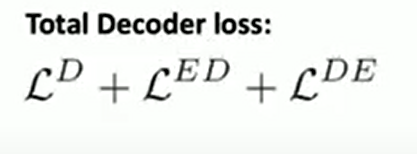 Total Decoder loss:
ℒ^D + ℒ^{ED} + ℒ^{DE}